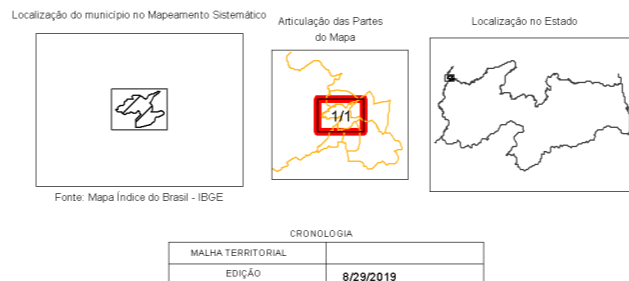 Localização do município no Mapeamento Sistemático
Articulação das Partes
do Mapa
Localização no Estado
1/1
Fonte: Mapa Índice do Brasil - IBGE
CRONOLOGIA
MALHA TERRITORIAL
EDIÇÃO 8/29/2019